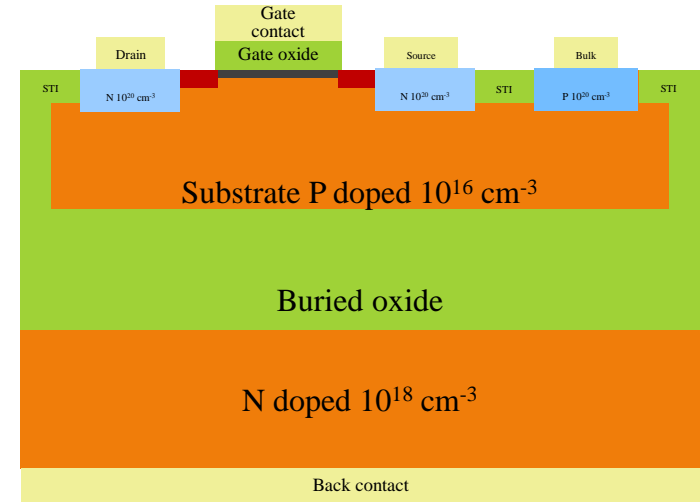 Gate
contact
Drain
Gate oxide
Source
Bulk
STI
N 10²⁰ cm⁻³
N 10²⁰ cm⁻³
STI
P 10²⁰ cm⁻³
STI
Substrate P doped 10¹⁶ cm⁻³
Buried oxide
N doped 10¹⁸ cm⁻³
Back contact